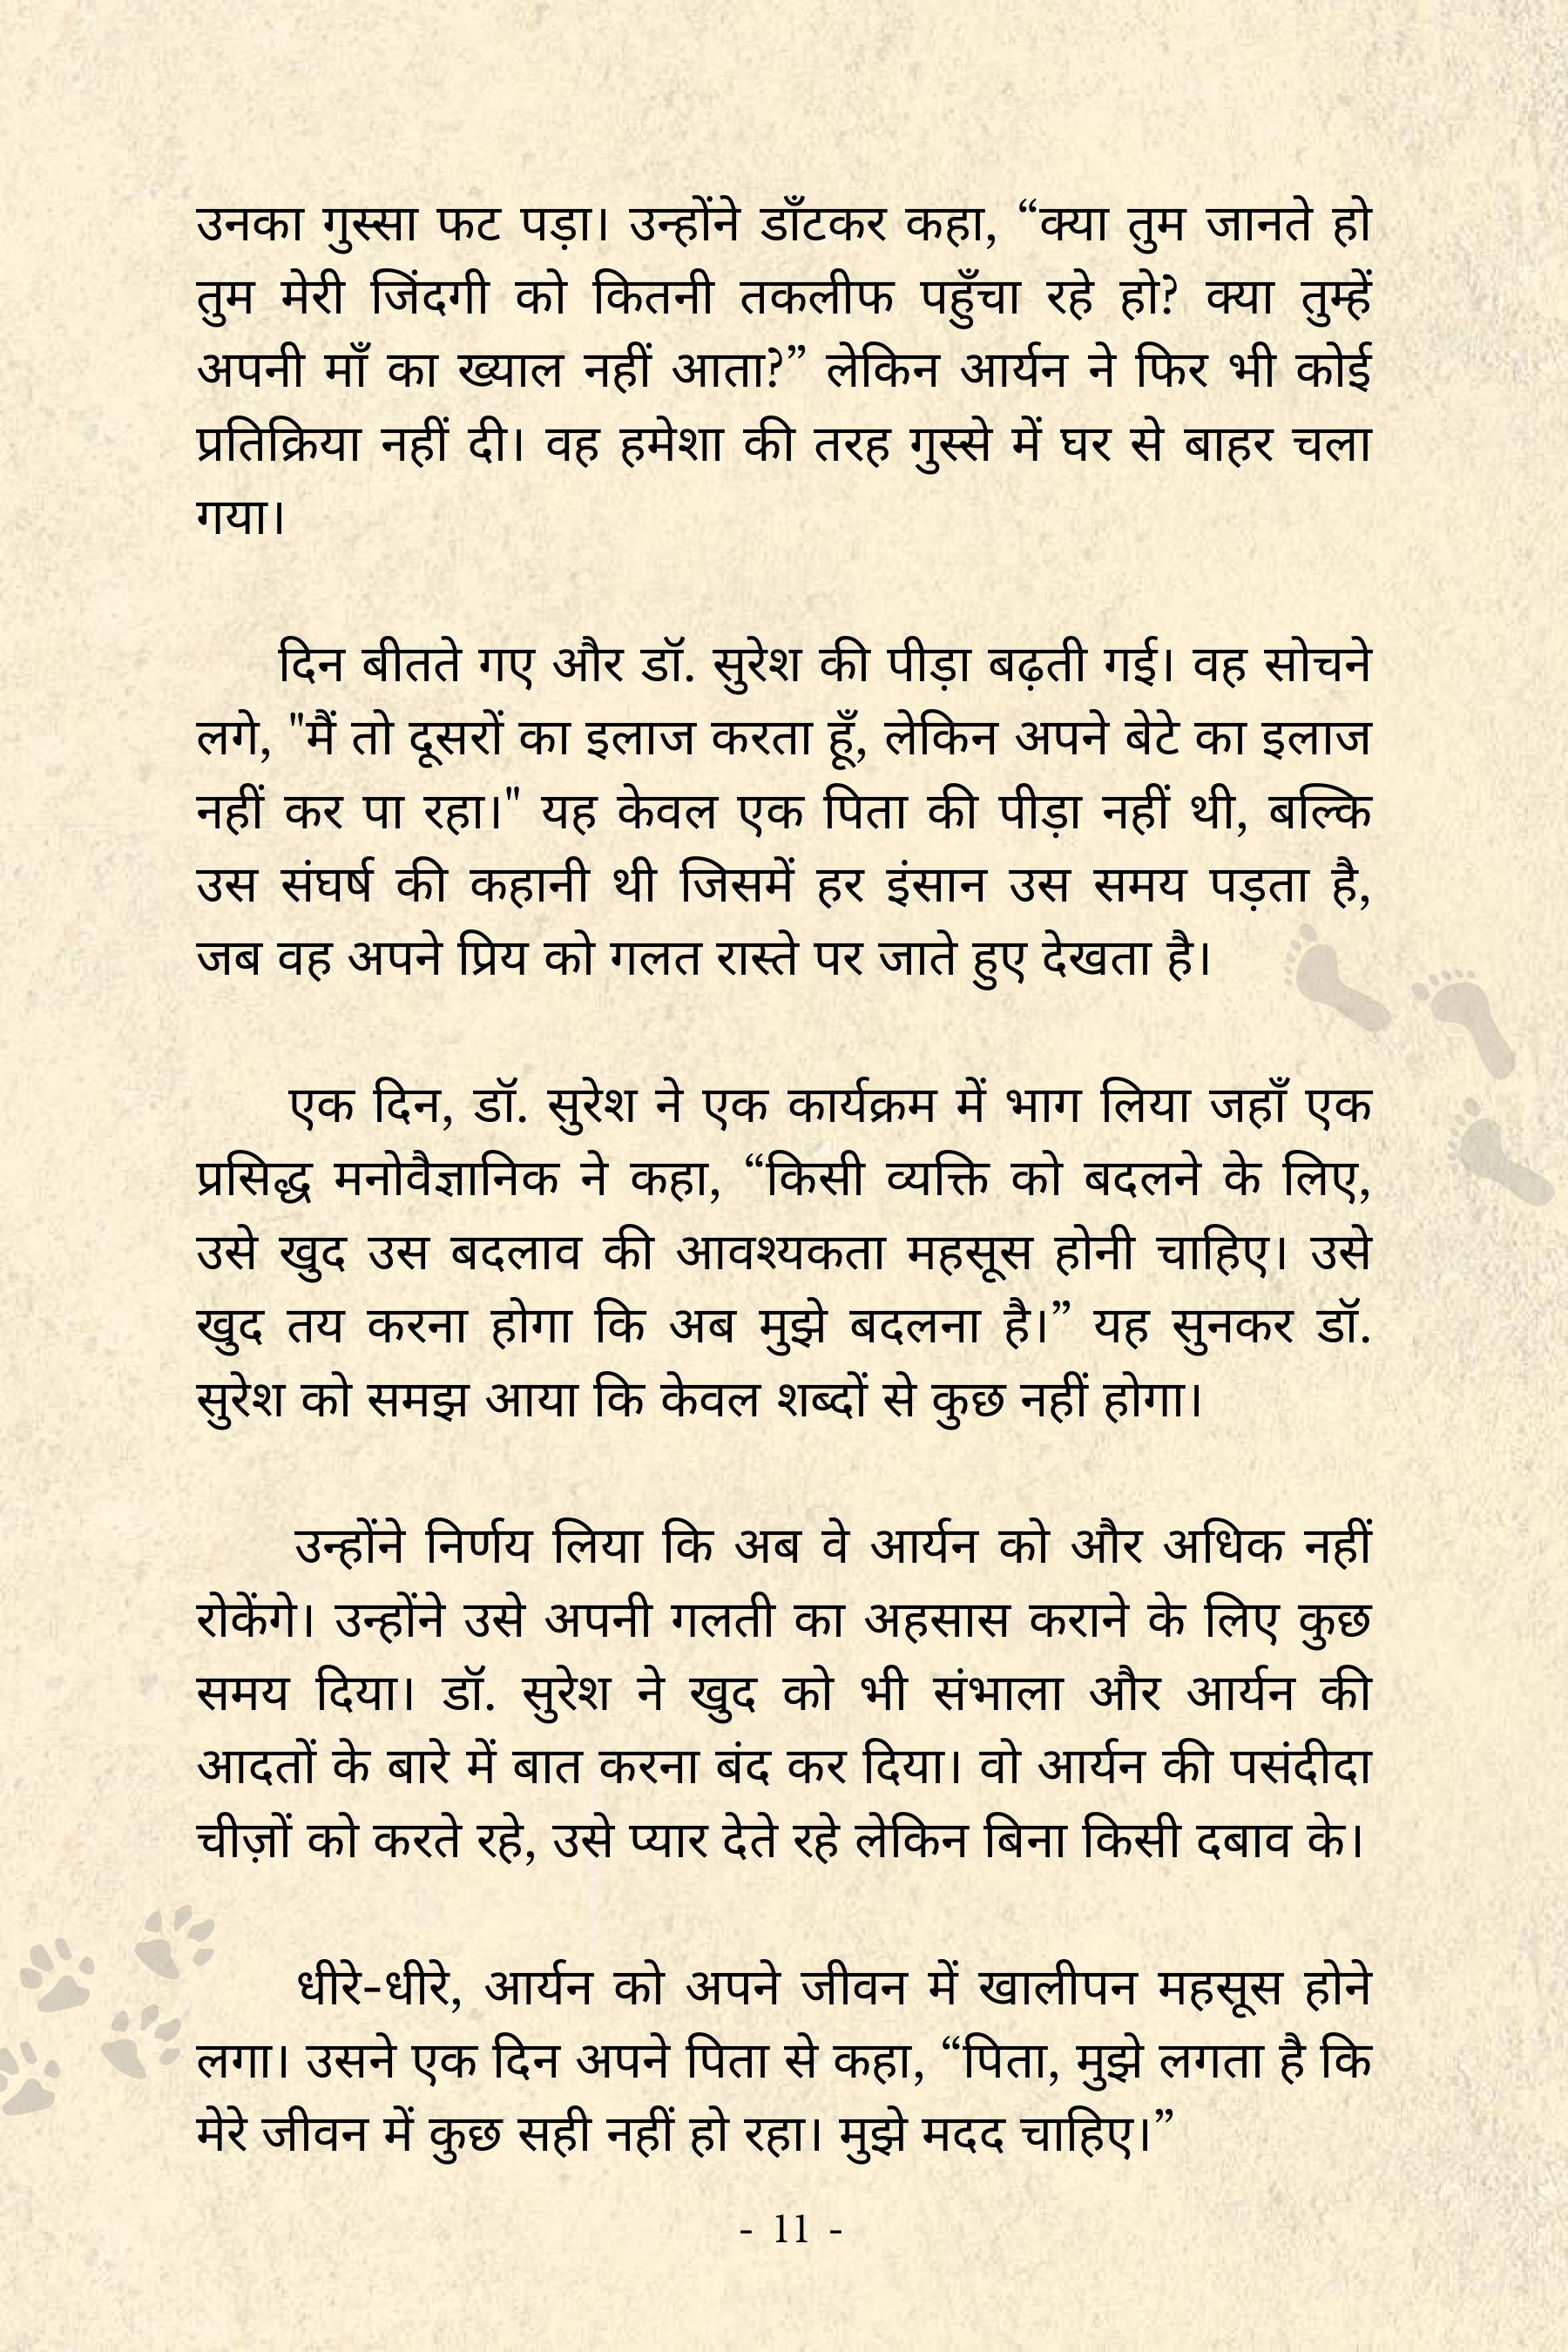 उनका गुस्सा फट पड़ा। उन्होंने डाँटकर कहा, “क्या तुम जानते हो
तुम मेरी जिंदगी को कितनी तकलीफ पहुँचा रहे हो? क्या तुम्हें
अपनी माँ का ख्याल नहीं आता?” लेकिन आर्यन ने फिर भी कोई
प्रतिक्रिया नहीं दी। वह हमेशा की तरह गुस्से में घर से बाहर चला
गया।
दिन बीतते गए और डॉ. सुरेश की पीड़ा बढ़ती गई। वह सोचने
लगे, "मैं तो दूसरों का इलाज करता हूँ, लेकिन अपने बेटे का इलाज
नहीं कर पा रहा।" यह केवल एक पिता की पीड़ा नहीं थी, बल्कि
उस संघर्ष की कहानी थी जिसमें हर इंसान उस समय पड़ता है,
जब वह अपने प्रिय को गलत रास्ते पर जाते हुए देखता है।
एक दिन, डॉ. सुरेश ने एक कार्यक्रम में भाग लिया जहाँ एक
प्रसिद्ध मनोवैज्ञानिक ने कहा, “किसी व्यक्ति को बदलने के लिए,
उसे खुद उस बदलाव की आवश्यकता महसूस होनी चाहिए। उसे
खुद तय करना होगा कि अब मुझे बदलना है।” यह सुनकर डॉ.
सुरेश को समझ आया कि केवल शब्दों से कुछ नहीं होगा।
उन्होंने निर्णय लिया कि अब वे आर्यन को और अधिक नहीं
रोकेंगे। उन्होंने उसे अपनी गलती का अहसास कराने के लिए कुछ
समय दिया। डॉ. सुरेश ने खुद को भी संभाला और आर्यन की
आदतों के बारे में बात करना बंद कर दिया। वो आर्यन की पसंदीदा
चीज़ों को करते रहे, उसे प्यार देते रहे लेकिन बिना किसी दबाव के।
धीरे-धीरे, आर्यन को अपने जीवन में खालीपन महसूस होने
लगा। उसने एक दिन अपने पिता से कहा, “पिता, मुझे लगता है कि
मेरे जीवन में कुछ सही नहीं हो रहा। मुझे मदद चाहिए।”
- 11 -